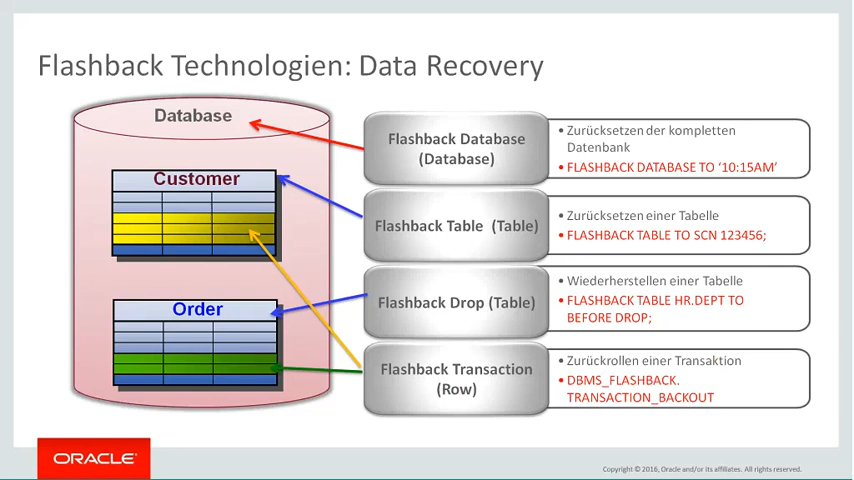 Flashback Technologien: Data Recovery
Database
Customer
Order
Flashback Database
(Database)
• Zurücksetzen der kompletten
Datenbank
• FLASHBACK DATABASE TO ‘10:15AM’
Flashback Table (Table)
• Zurücksetzen einer Tabelle
• FLASHBACK TABLE TO SCN 123456;
Flashback Drop (Table)
• Wiederherstellen einer Tabelle
• FLASHBACK TABLE HR.DEPT TO
BEFORE DROP;
Flashback Transaction
(Row)
• Zurückrollen einer Transaktion
• DBMS_FLASHBACK.
TRANSACTION_BACKOUT
ORACLE
Copyright © 2016, Oracle and/or its affiliates. All rights reserved.